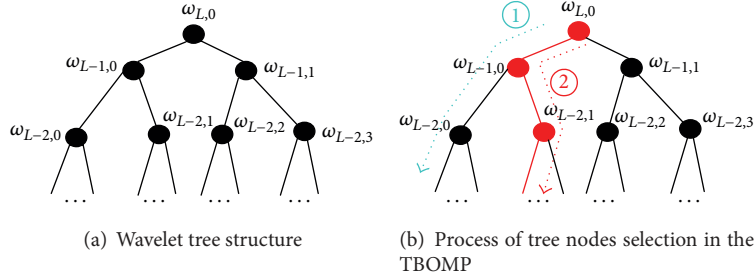 ω_{L,0}
ω_{L−1,0}
ω_{L−1,1}
ω_{L−2,0}
ω_{L−2,1}
ω_{L−2,2}
ω_{L−2,3}
... ... ... ...
(a) Wavelet tree structure
ω_{L,0}
1
ω_{L−1,0}
2
ω_{L−1,1}
ω_{L−2,0}
ω_{L−2,1}
ω_{L−2,2}
ω_{L−2,3}
... ... ... ...
(b) Process of tree nodes selection in the
TBOMP